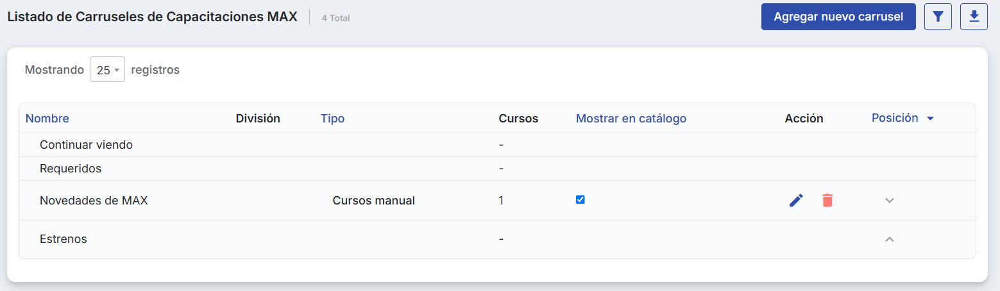 Listado de Carruseles de Capacitaciones MAX 4 Total Agregar nuevo carrusel
Mostrando 25 registros
Nombre División Tipo Cursos Mostrar en catálogo Acción Posición
Continuar viendo -
Requeridos -
Novedades de MAX Cursos manual 1
Estrenos -